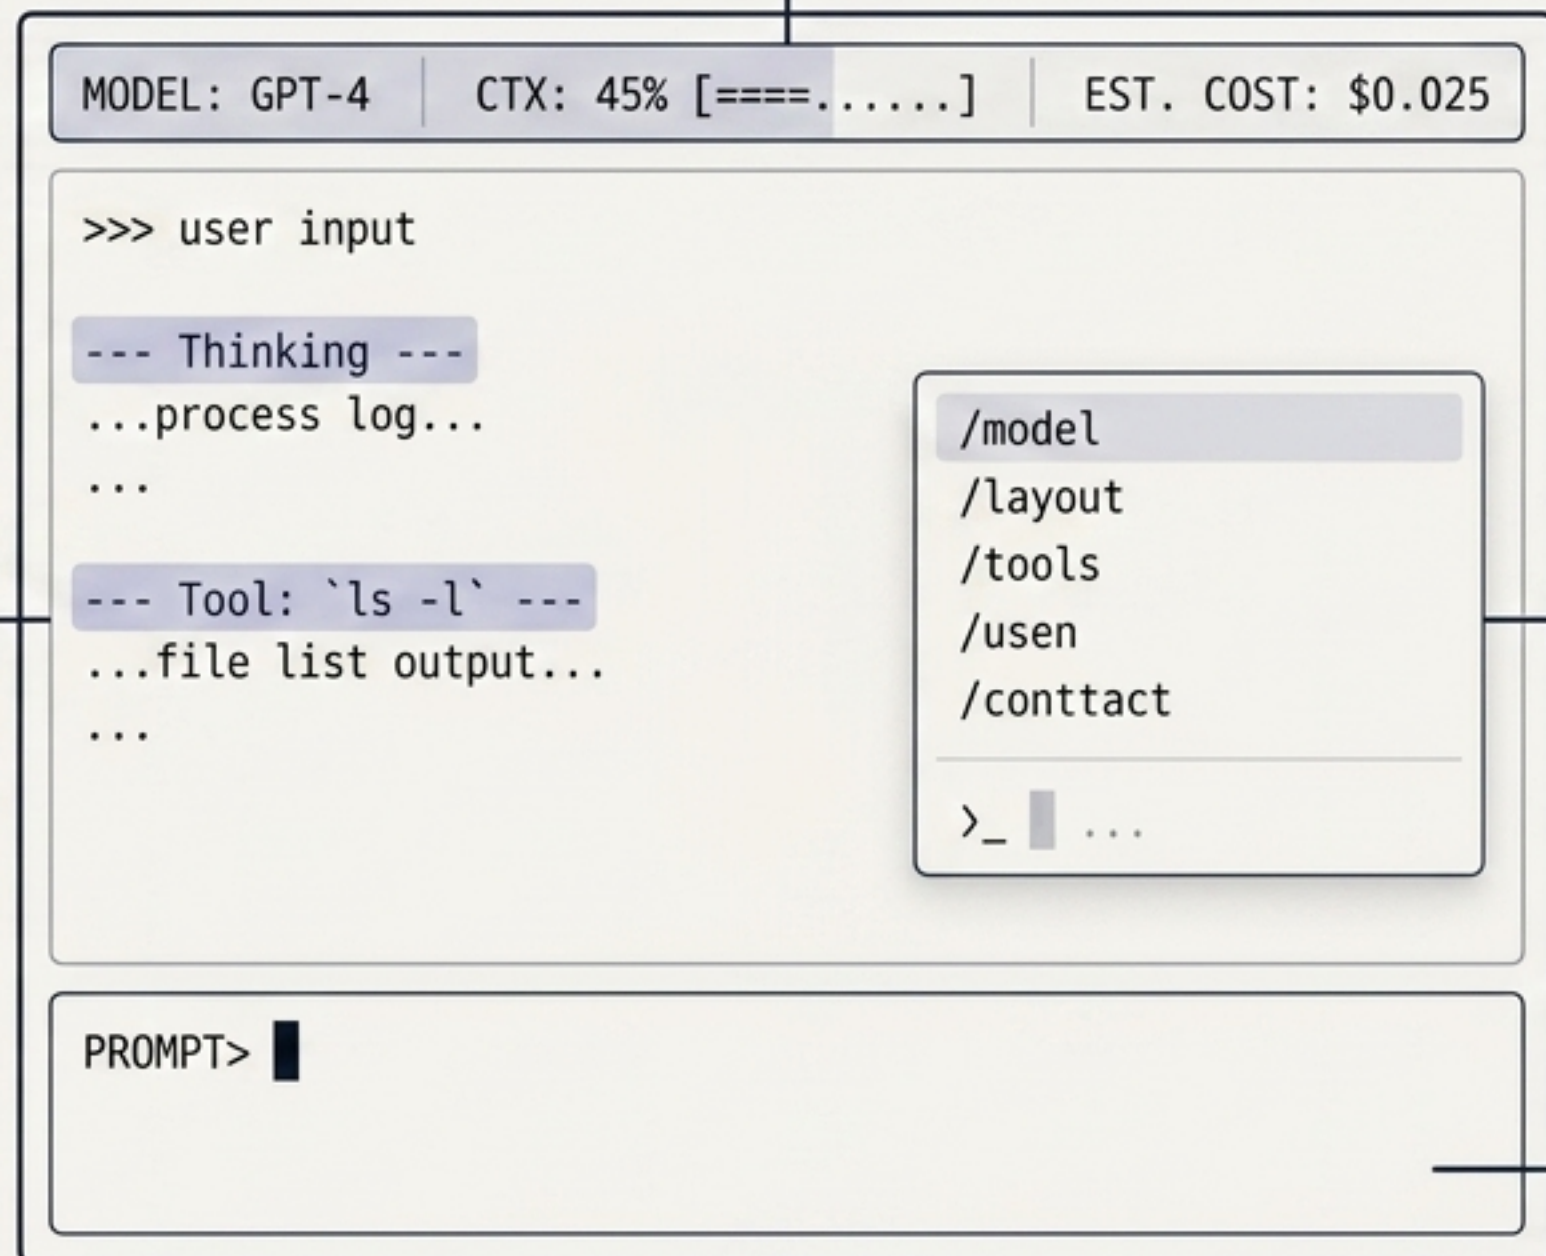 MODEL: GPT-4 CTX: 45% [====......] EST. COST: $0.025
>>> user input
--- Thinking ---
...process log...
...
--- Tool: `ls -l` ---
...file list output...
...
/model
/layout
/tools
/usen
/conttact
❯_ ...
PROMPT>